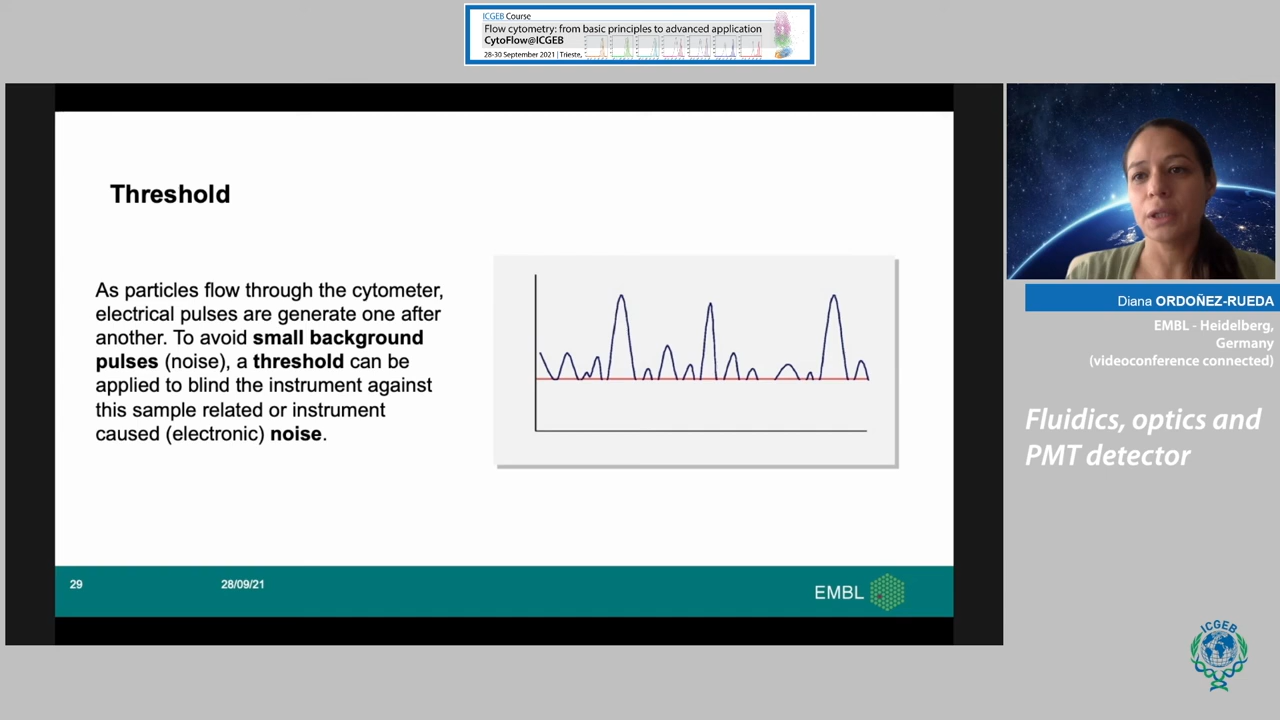 ICGEB Course
Flow cytometry: from basic principles to advanced application
CytoFlow@ICGEB
28-30 September 2021 | Trieste,
Threshold
As particles flow through the cytometer,
electrical pulses are generate one after
another. To avoid small background
pulses (noise), a threshold can be
applied to blind the instrument against
this sample related or instrument
caused (electronic) noise.
29
28/09/21
EMBL
Diana ORDOÑEZ-RUEDA
EMBL - Heidelberg,
Germany
(videoconference connected)
Fluidics, optics and
PMT detector
ICGEB